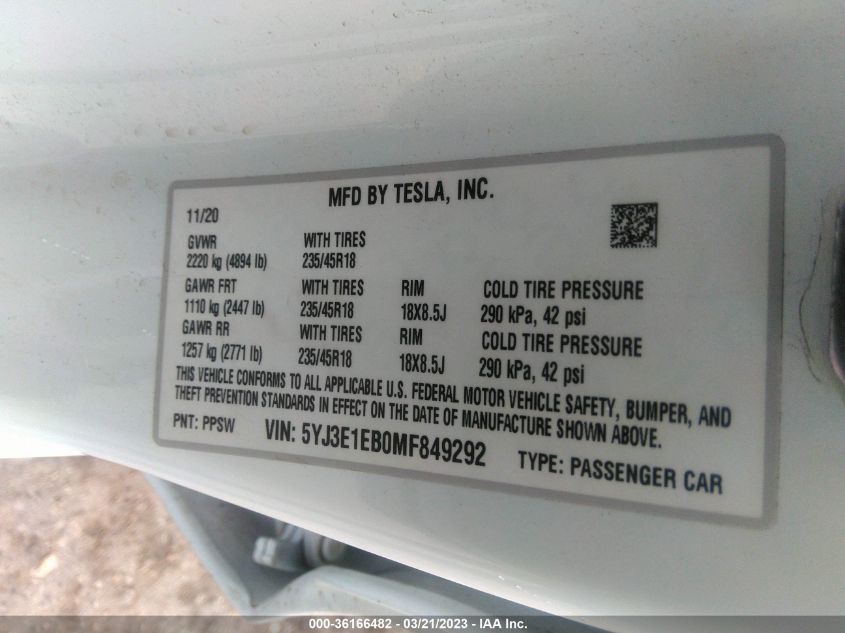 MFD BY TESLA, INC.
11/20
GVWR WITH TIRES
2220 kg (4894 lb) 235/45R18
GAWR FRT WITH TIRES RIM COLD TIRE PRESSURE
1110 kg (2447 lb) 235/45R18 18X8.5J 290 kPa, 42 psi
GAWR RR WITH TIRES RIM COLD TIRE PRESSURE
1257 kg (2771 lb) 235/45R18 18X8.5J 290 kPa, 42 psi
THIS VEHICLE CONFORMS TO ALL APPLICABLE U.S. FEDERAL MOTOR VEHICLE SAFETY, BUMPER, AND
THEFT PREVENTION STANDARDS IN EFFECT ON THE DATE OF MANUFACTURE SHOWN ABOVE.
PNT: PPSW VIN: 5YJ3E1EB0MF849292 TYPE: PASSENGER CAR
000-36166482 - 03/21/2023 - IAA Inc.